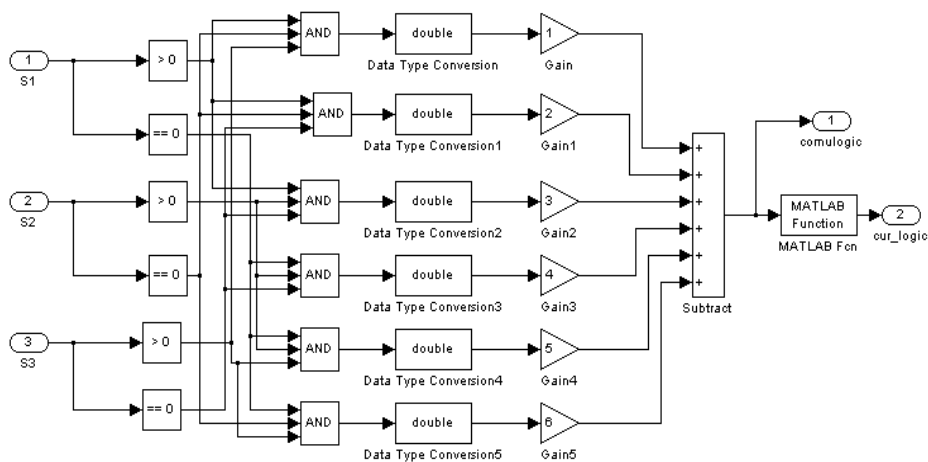 AND
double
1
Data Type Conversion
Gain
1
S1
> 0
AND
double
2
Data Type Conversion1
Gain1
== 0
1
comulogic
2
S2
> 0
AND
double
3
Data Type Conversion2
Gain2
+
+
+
+
+
+
Subtract
MATLAB
Function
MATLAB Fcn
2
cur_logic
== 0
AND
double
4
Data Type Conversion3
Gain3
3
S3
> 0
AND
double
5
Data Type Conversion4
Gain4
== 0
AND
double
6
Data Type Conversion5
Gain5